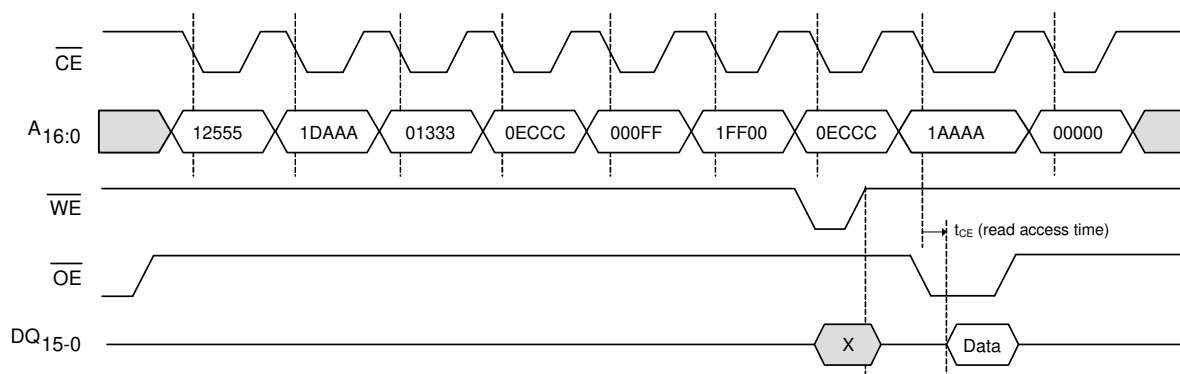 CE
A16:0 12555 1DAAA 01333 0ECCC 000FF 1FF00 0ECCC 1AAAA 00000
WE
tCE (read access time)
OE
DQ15-0 X Data